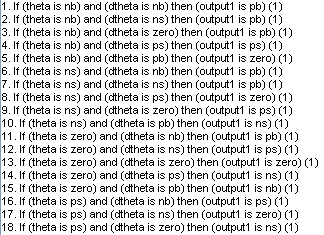 1. If (theta is nb) and (dtheta is nb) then (output1 is pb) (1)
2. If (theta is nb) and (dtheta is ns) then (output1 is pb) (1)
3. If (theta is nb) and (dtheta is zero) then (output1 is pb) (1)
4. If (theta is nb) and (dtheta is ps) then (output1 is ps) (1)
5. If (theta is nb) and (dtheta is pb) then (output1 is zero) (1)
6. If (theta is ns) and (dtheta is nb) then (output1 is pb) (1)
7. If (theta is ns) and (dtheta is ns) then (output1 is pb) (1)
8. If (theta is ns) and (dtheta is ps) then (output1 is zero) (1)
9. If (theta is ns) and (dtheta is zero) then (output1 is ps) (1)
10. If (theta is ns) and (dtheta is pb) then (output1 is ns) (1)
11. If (theta is zero) and (dtheta is nb) then (output1 is pb) (1)
12. If (theta is zero) and (dtheta is ns) then (output1 is ps) (1)
13. If (theta is zero) and (dtheta is zero) then (output1 is zero) (1)
14. If (theta is zero) and (dtheta is ps) then (output1 is ns) (1)
15. If (theta is zero) and (dtheta is pb) then (output1 is nb) (1)
16. If (theta is ps) and (dtheta is nb) then (output1 is ps) (1)
17. If (theta is ps) and (dtheta is ns) then (output1 is zero) (1)
18. If (theta is ps) and (dtheta is zero) then (output1 is ns) (1)